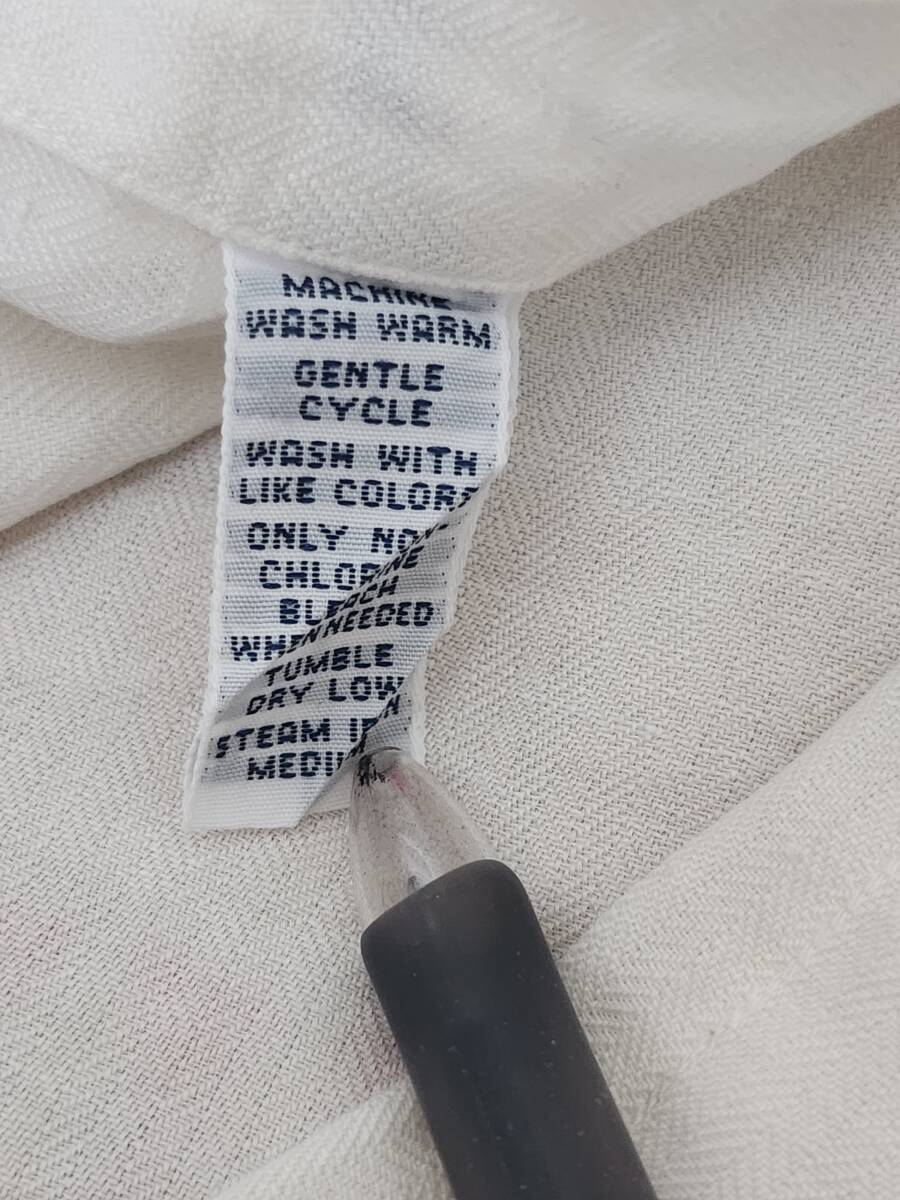 MACHINE
WASH WARM
GENTLE
CYCLE
WASH WITH
LIKE COLORS
ONLY NON-
CHLORINE
BLEACH
WHEN NEEDED
TUMBLE
DRY LOW
STEAM IRON
MEDIUM